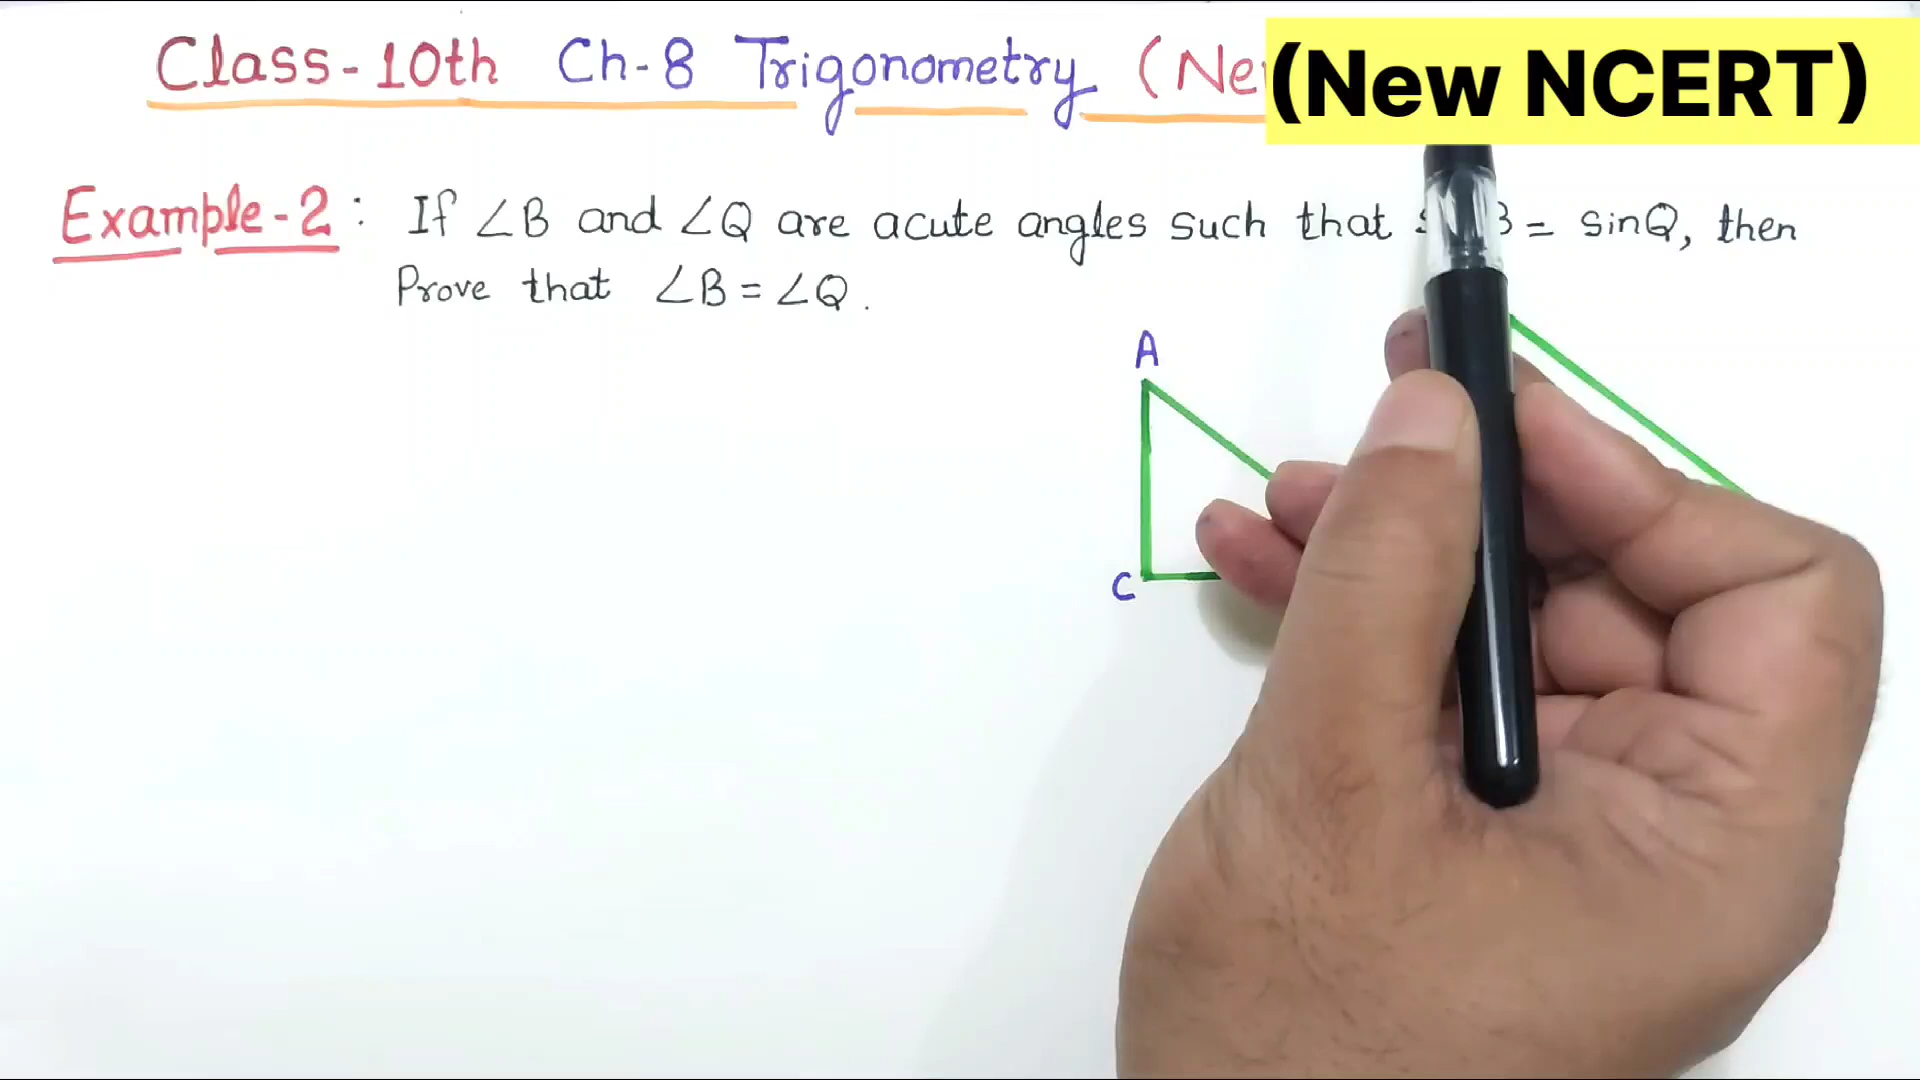 Class-10th Ch-8 Trigonometry (Ne
(New NCERT)
Example-2 : If ∠B and ∠Q are acute angles such that B = sinQ, then
Prove that ∠B = ∠Q.
A
C